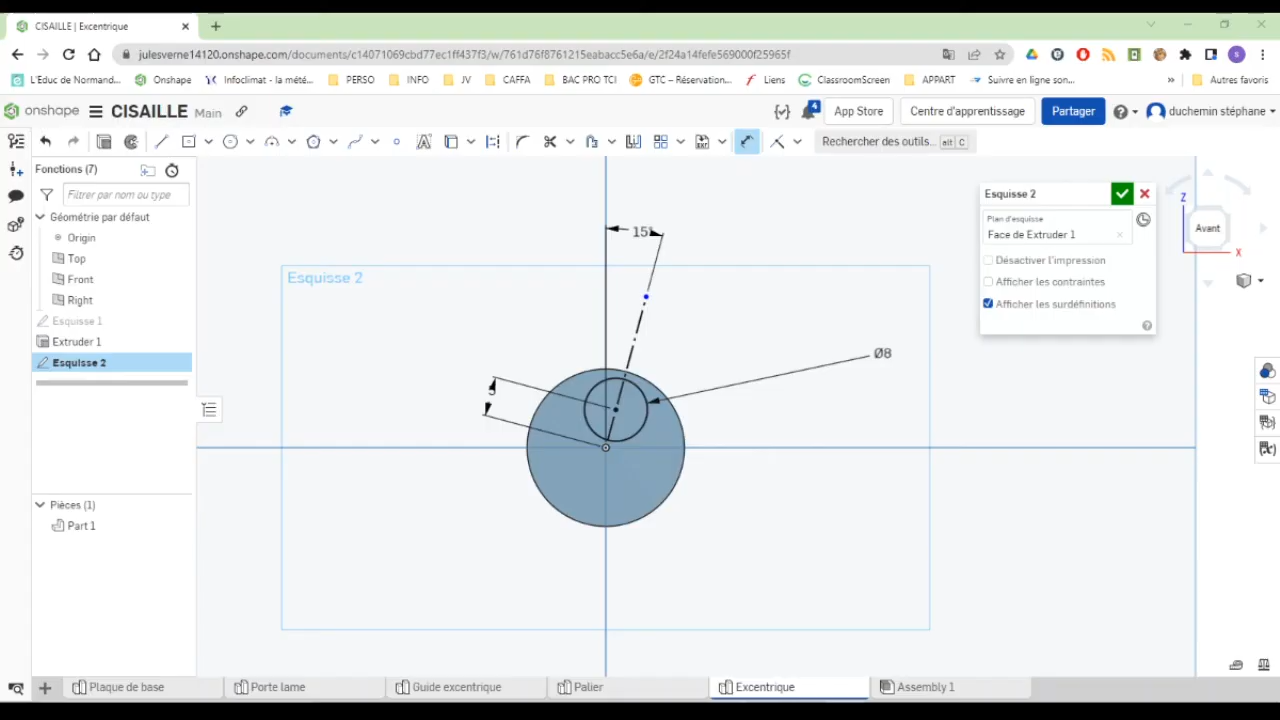 CISAILLE | Excentrique
julesverne14120.onshape.com/documents/c14071069cbd77ec1ff437f3/w/761d76f8761215eabacc5e6a/e/2f24a14fefe569000f25965f
S
L'Educ de Normand... Onshape Infoclimat - la mété... PERSO INFO JV CAFFA BAC PRO TCI GTC – Réservation... Liens ClassroomScreen APPART Suivre en ligne son... » Autres favoris
onshape CISAILLE Main 4 App Store Centre d'apprentissage Partager duchemin stéphane
Rechercher des outils... alt C
Fonctions (7)
Filtrer par nom ou type
Géométrie par défaut
Origin
Top
Front
Right
Esquisse 1
Extruder 1
Esquisse 2
Pièces (1)
Part 1
Esquisse 2
15°
Ø8
5
Esquisse 2
Plan d'esquisse
Face de Extruder 1
Désactiver l'impression
Afficher les contraintes
Afficher les surdéfinitions
Z
Avant
X
Plaque de base Porte lame Guide excentrique Palier Excentrique Assembly 1